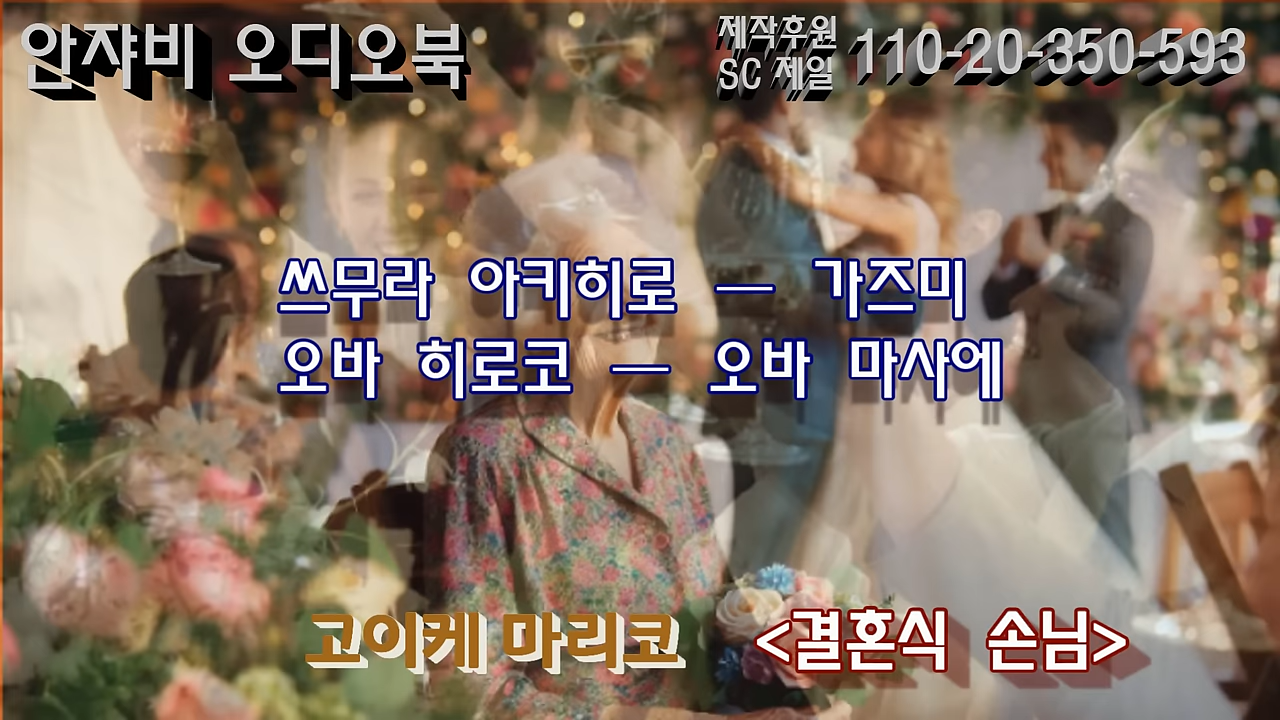 안쟈비 오디오북
제작후원
SC 제일
110-20-350-593
쓰무라 아키히로 — 가즈미
오바 히로코 — 오바 마사에
고이케 마리코 <결혼식 손님>